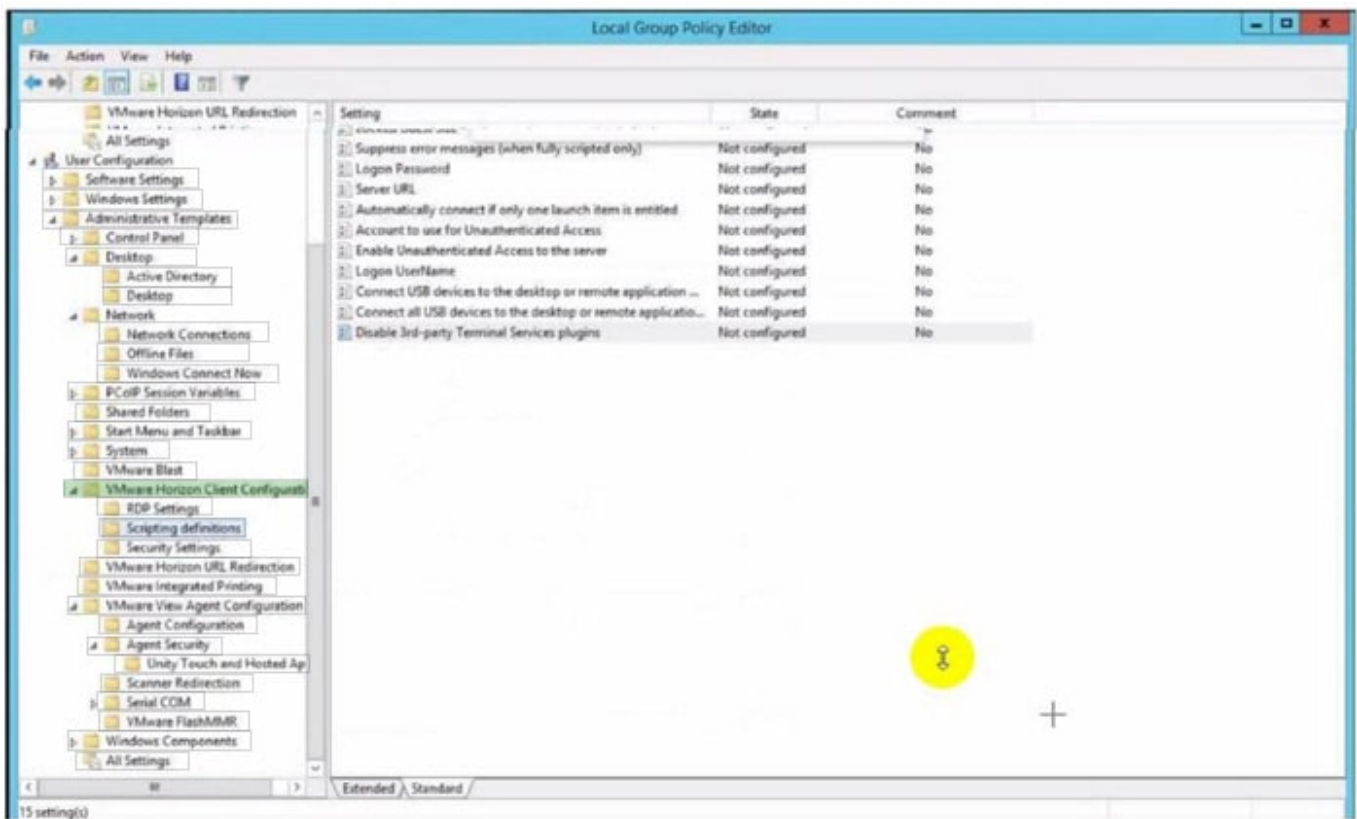 Local Group Policy Editor
File Action View Help
VMware Horizon URL Redirection
All Settings
User Configuration
Software Settings
Windows Settings
Administrative Templates
Control Panel
Desktop
Active Directory
Desktop
Network
Network Connections
Offline Files
Windows Connect Now
PCoIP Session Variables
Shared Folders
Start Menu and Taskbar
System
VMware Blast
VMware Horizon Client Configurati
RDP Settings
Scripting definitions
Security Settings
VMware Horizon URL Redirection
VMware Integrated Printing
VMware View Agent Configuration
Agent Configuration
Agent Security
Unity Touch and Hosted Ap
Scanner Redirection
Serial COM
VMware FlashMMR
Windows Components
All Settings
Setting State Comment
Suppress error messages (when fully scripted only) Not configured No
Logon Password Not configured No
Server URL Not configured No
Automatically connect if only one launch item is entitled Not configured No
Account to use for Unauthenticated Access Not configured No
Enable Unauthenticated Access to the server Not configured No
Logon UserName Not configured No
Connect USB devices to the desktop or remote application ... Not configured No
Connect all USB devices to the desktop or remote applicatio... Not configured No
Disable 3rd-party Terminal Services plugins Not configured No
Extended Standard
15 setting(s)